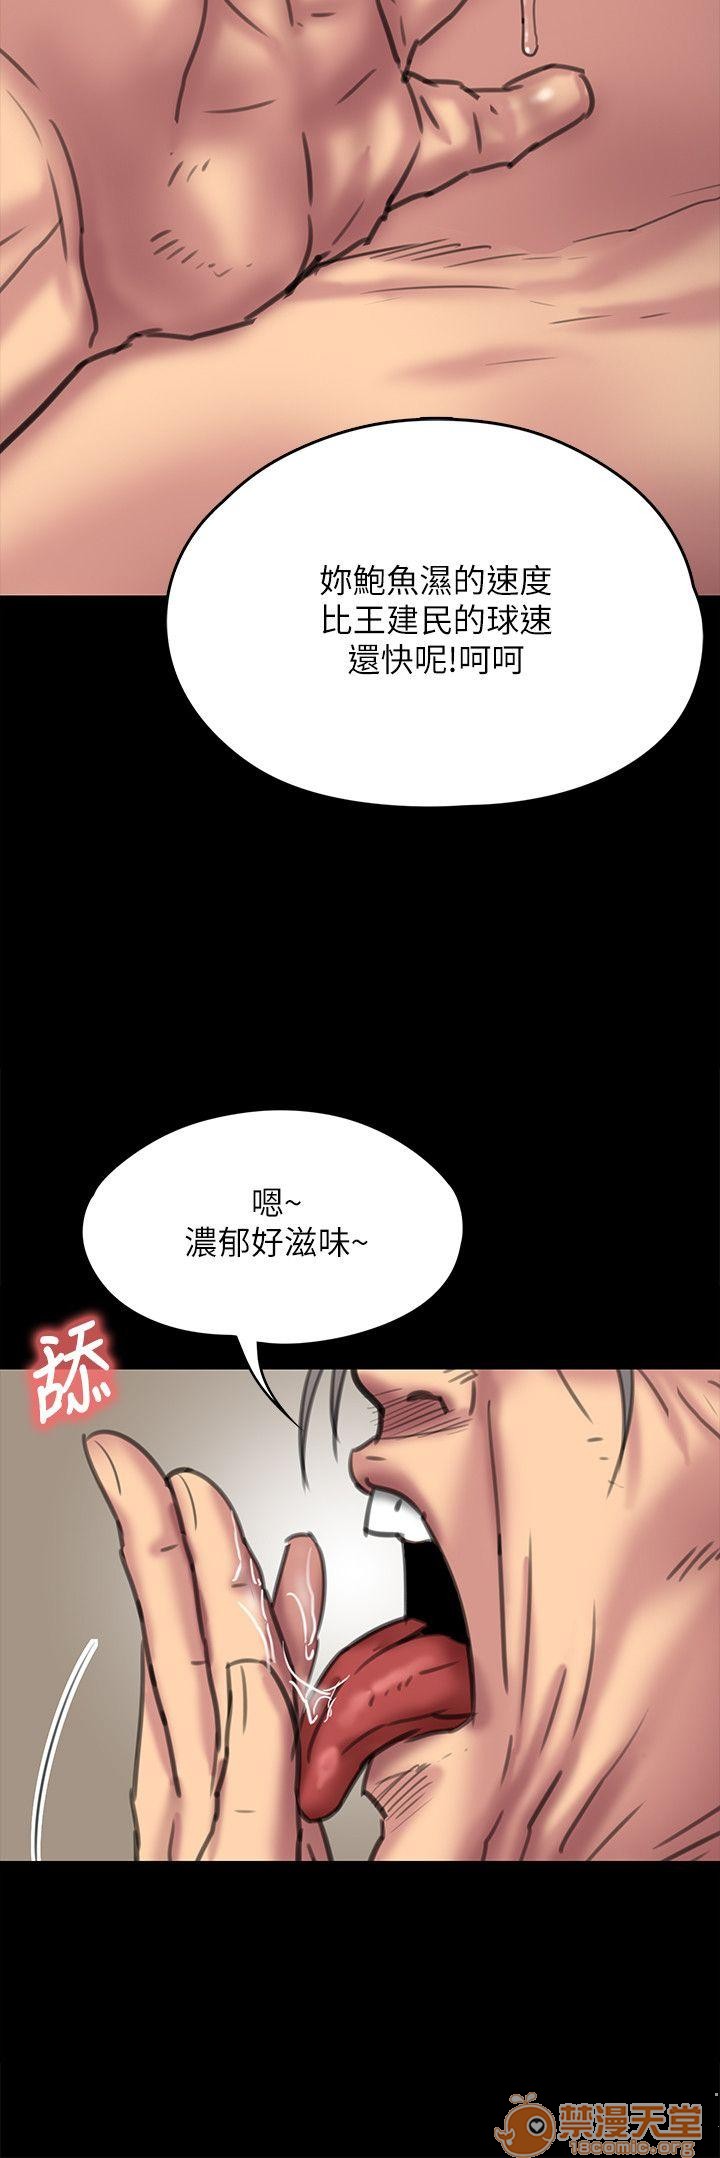 妳鮑魚濕的速度
比王建民的球速
還快呢!呵呵
嗯~
濃郁好滋味~
舔
禁漫天堂
18comic.org